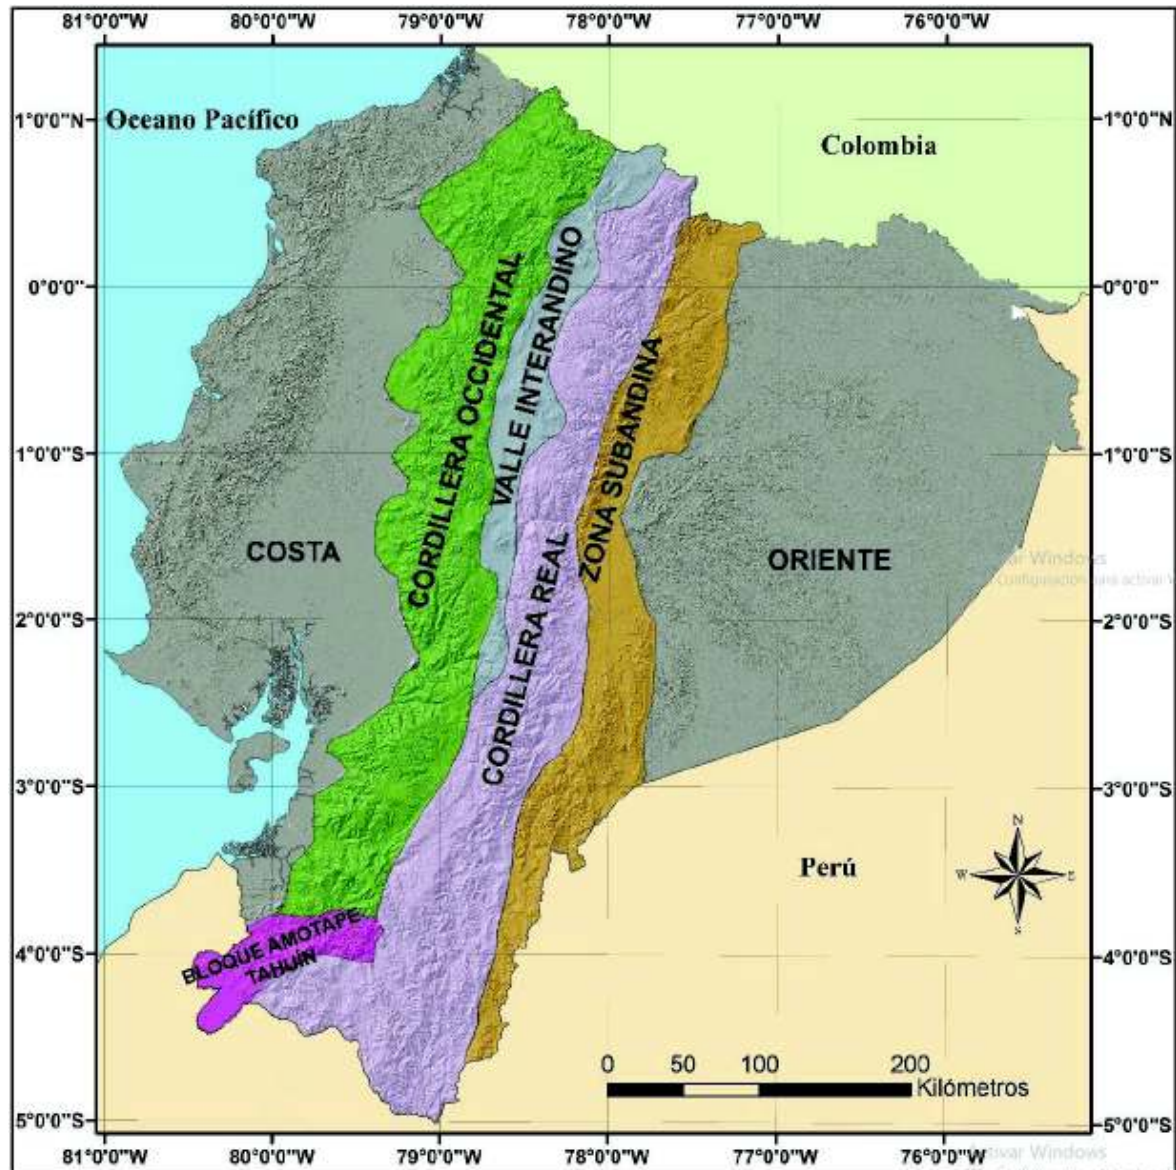 81°0'0"W 80°0'0"W 79°0'0"W 78°0'0"W 77°0'0"W 76°0'0"W
1°0'0"N
Oceano Pacífico
Colombia
1°0'0"N
0°0'0"
0°0'0"
CORDILLERA OCCIDENTAL
VALLE INTERANDINO
ZONA SUBANDINA
1°0'0"S
1°0'0"S
COSTA
CORDILLERA REAL
ORIENTE
2°0'0"S
2°0'0"S
3°0'0"S
3°0'0"S
Perú
N
W E
S
BLOQUE AMOTAPE
TAHUÍN
4°0'0"S
4°0'0"S
0 50 100 200
Kilómetros
5°0'0"S
5°0'0"S
81°0'0"W 80°0'0"W 79°0'0"W 78°0'0"W 77°0'0"W 76°0'0"W